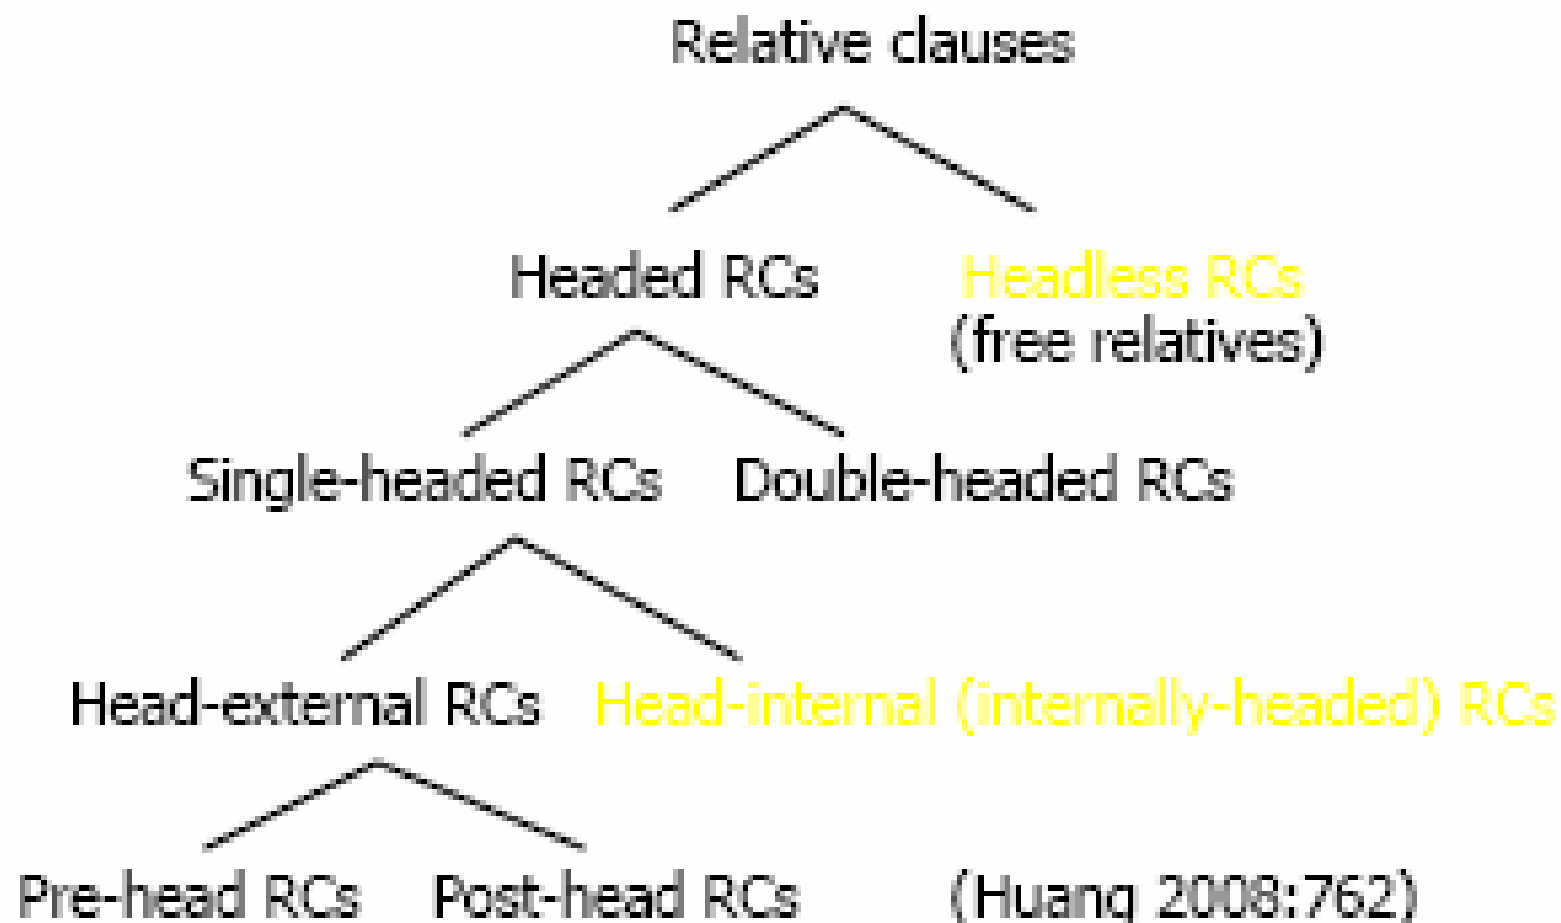 Relative clauses
Headed RCs Headless RCs
(free relatives)
Single-headed RCs Double-headed RCs
Head-external RCs Head-internal (internally-headed) RCs
Pre-head RCs Post-head RCs (Huang 2008:762)